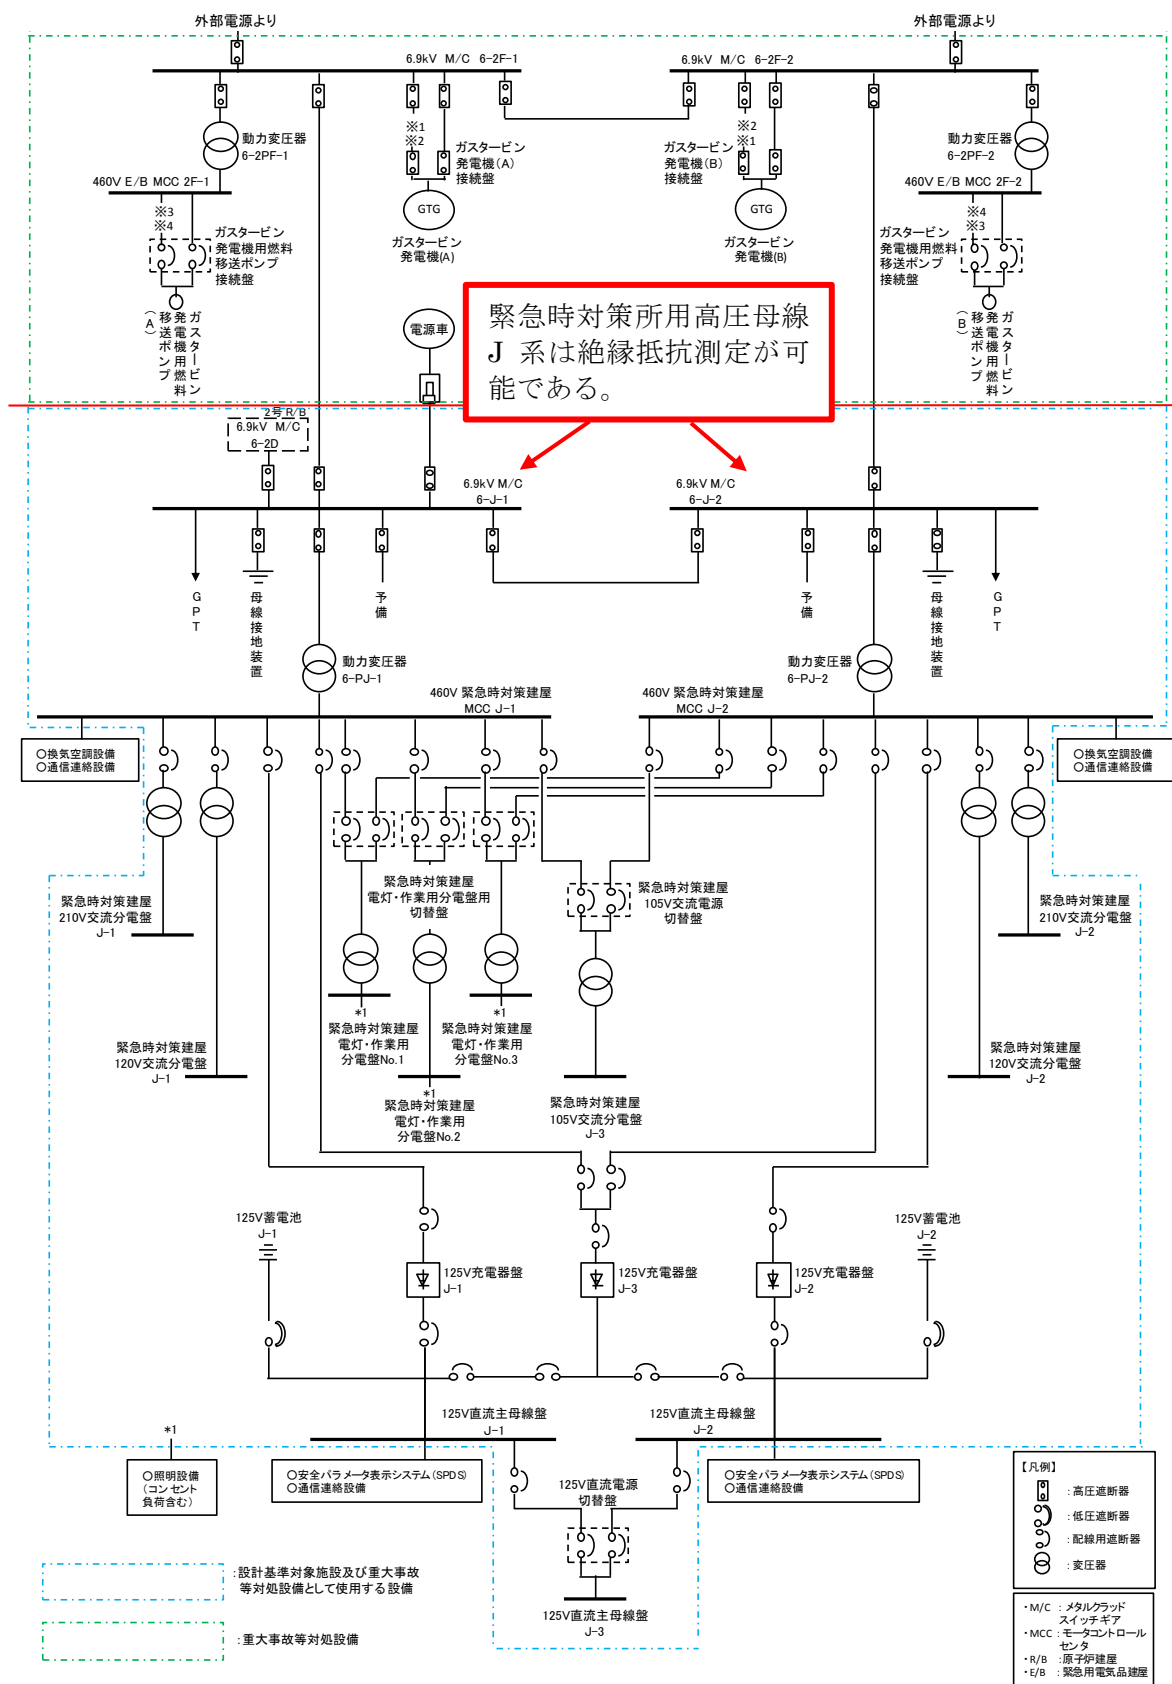 外部電源より
外部電源より
6.9kV M/C 6-2F-1
6.9kV M/C 6-2F-2
動力変圧器
6-2PF-1
※1
※2
ガスタービン
発電機(A)
接続盤
※2
※1
ガスタービン
発電機(B)
接続盤
動力変圧器
6-2PF-2
460V E/B MCC 2F-1
460V E/B MCC 2F-2
※3
※4
ガスタービン
発電機用燃料
移送ポンプ
接続盤
GTG
ガスタービン
発電機(A)
GTG
ガスタービン
発電機(B)
ガスタービン
発電機用燃料
移送ポンプ
接続盤
※4
※3
ガスタービン
発電機用燃料
移送ポンプ
(A)
電源車
緊急時対策所用高圧母線
J 系は絶縁抵抗測定が可
能である。
ガスタービン
発電機用燃料
移送ポンプ
(B)
2号 R/B
6.9kV M/C
6-2D
6.9kV M/C
6-J-1
6.9kV M/C
6-J-2
GPT
母線接地装置
予備
予備
母線接地装置
GPT
動力変圧器
6-PJ-1
動力変圧器
6-PJ-2
460V 緊急時対策建屋
MCC J-1
460V 緊急時対策建屋
MCC J-2
○換気空調設備
○通信連絡設備
○換気空調設備
○通信連絡設備
緊急時対策建屋
電灯・作業用分電盤用
切替盤
緊急時対策建屋
105V交流電源
切替盤
緊急時対策建屋
210V交流分電盤
J-1
緊急時対策建屋
210V交流分電盤
J-2
*1
緊急時対策建屋
電灯・作業用
分電盤No.1
*1
緊急時対策建屋
電灯・作業用
分電盤No.3
緊急時対策建屋
120V交流分電盤
J-1
緊急時対策建屋
120V交流分電盤
J-2
*1
緊急時対策建屋
電灯・作業用
分電盤No.2
緊急時対策建屋
105V交流分電盤
J-3
125V蓄電池
J-1
125V蓄電池
J-2
125V充電器盤
J-1
125V充電器盤
J-3
125V充電器盤
J-2
125V直流主母線盤
J-1
125V直流主母線盤
J-2
*1
○照明設備
(コンセント
負荷含む)
○安全パラメータ表示システム(SPDS)
○通信連絡設備
125V直流電源
切替盤
○安全パラメータ表示システム(SPDS)
○通信連絡設備
125V直流主母線盤
J-3
【凡例】
:高圧遮断器
:低圧遮断器
:配線用遮断器
:変圧器
:設計基準対象施設及び重大事故
等対処設備として使用する設備
:重大事故等対処設備
・M/C :メタルクラッド
スイッチギア
・MCC :モータコントロール
センタ
・R/B :原子炉建屋
・E/B :緊急用電気品建屋